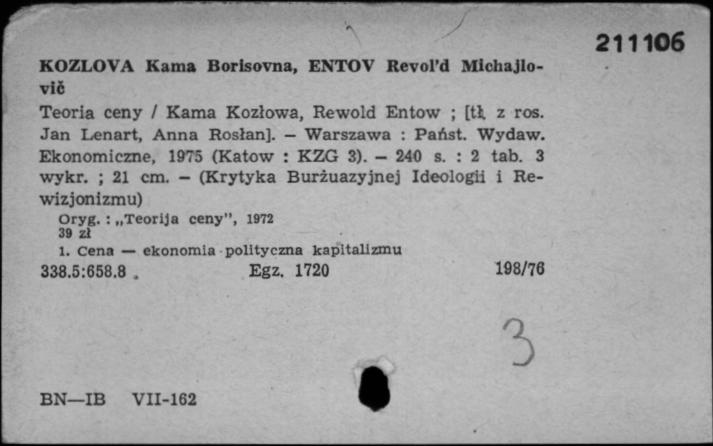 211106
KOZLOVA Kama Borisovna, ENTOV Revol'd Michajlo-
vič
Teoria ceny / Kama Kozłowa, Rewold Entow ; [tł. z ros.
Jan Lenart, Anna Rosłan]. — Warszawa : Państ. Wydaw.
Ekonomiczne, 1975 (Katow : KZG 3). — 240 s. : 2 tab. 3
wykr. ; 21 cm. — (Krytyka Burżuazyjnej Ideologii i Re-
wizjonizmu)
Oryg. : „Teorija ceny”, 1972
39 zł
1. Cena — ekonomia polityczna kapitalizmu
338.5:658.8 . Egz. 1720 198/76
3
BN—IB VII-162